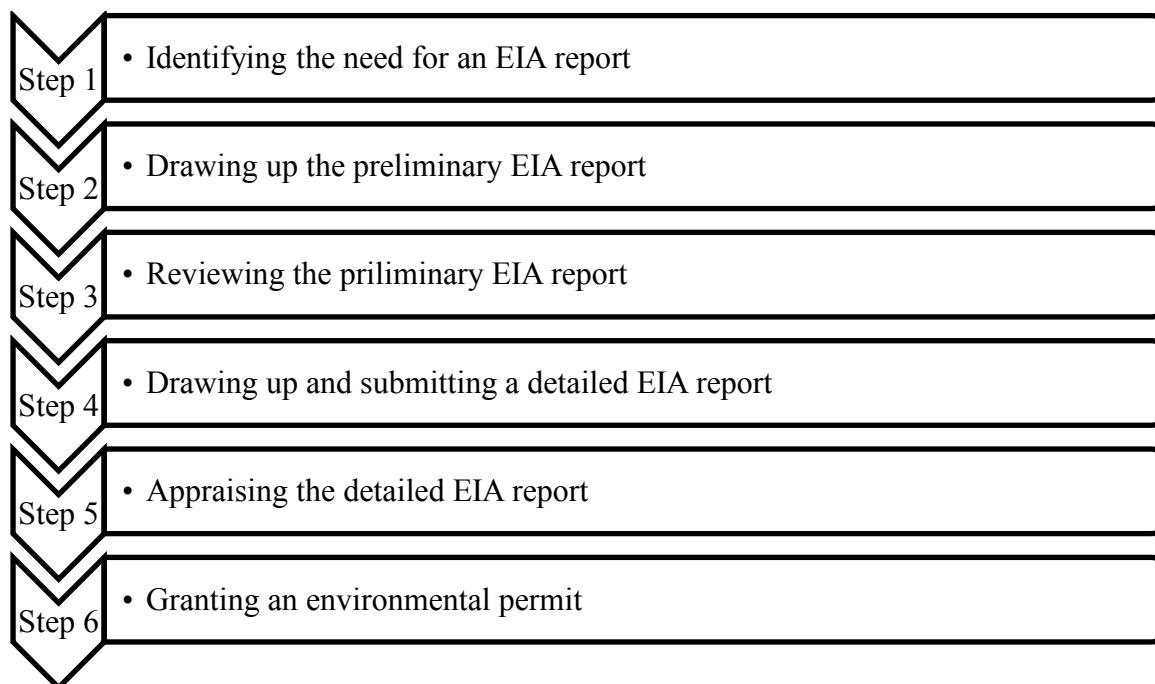 Step 1
• Identifying the need for an EIA report
Step 2
• Drawing up the preliminary EIA report
Step 3
• Reviewing the priliminary EIA report
Step 4
• Drawing up and submitting a detailed EIA report
Step 5
• Appraising the detailed EIA report
Step 6
• Granting an environmental permit